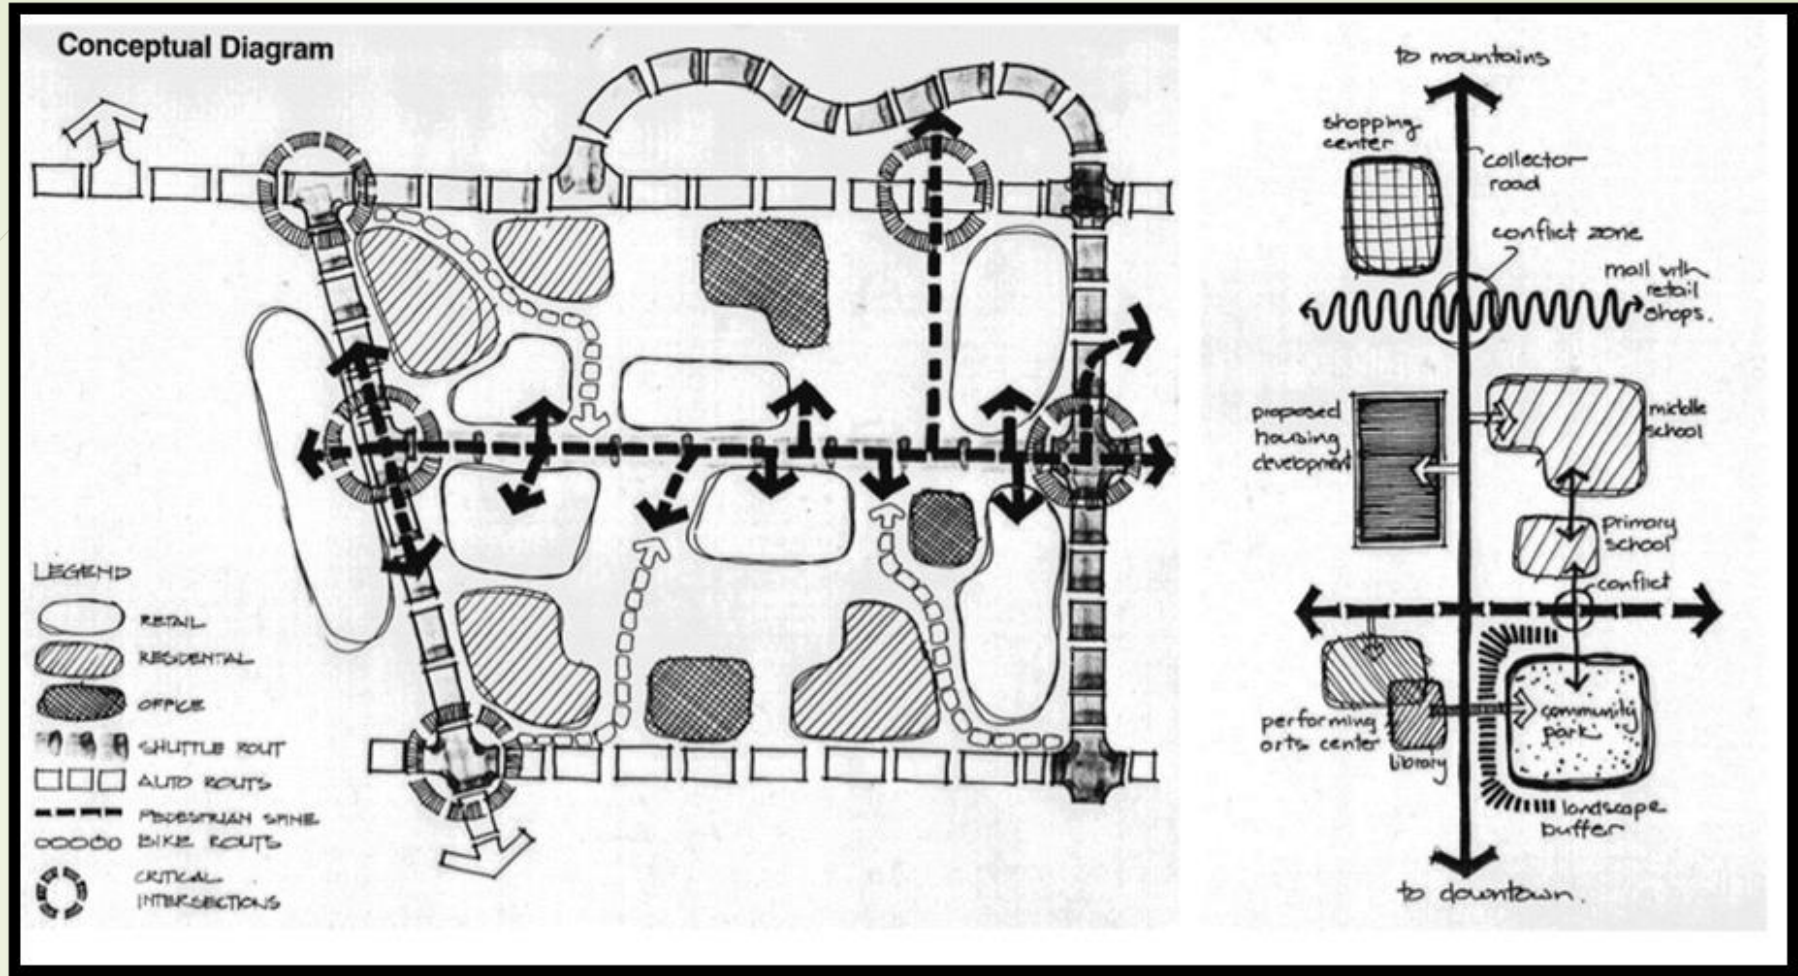 Conceptual Diagram
LEGEND
RETAIL
RESIDENTIAL
OFFICE
SHUTTLE ROUT
AUTO ROUTS
PEDESTRIAN SPINE
BIKE ROUTS
CRITICAL
INTERSECTIONS
to mountains
shopping
center
collector
road
conflict zone
mall with
retail
shops.
proposed
housing
development
middle
school
primary
school
conflict
performing
arts center
library
community
park
landscape
buffer
to downtown.